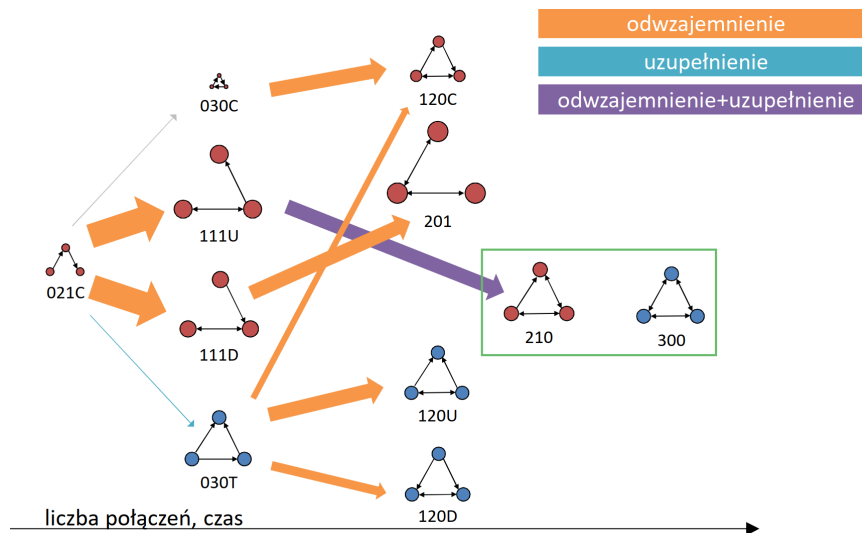 odwzajemnienie
uzupełnienie
odwzajemnienie+uzupełnienie
030C
120C
111U
201
021C
111D
210
300
120U
030T
120D
liczba połączeń, czas